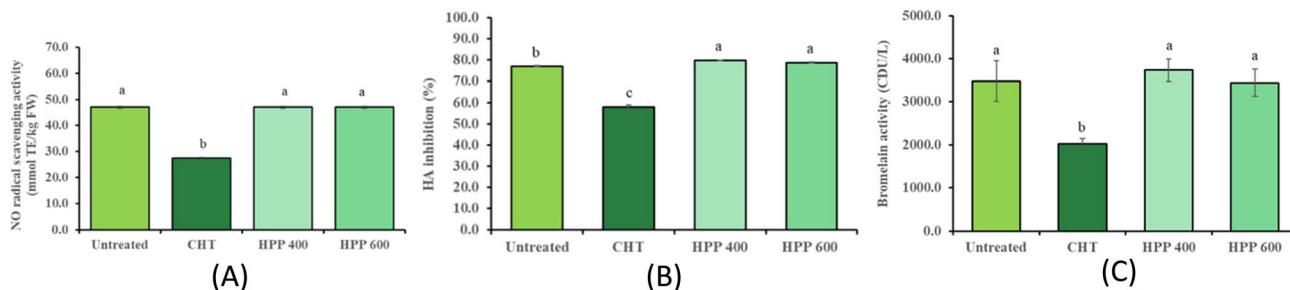 NO radical scavenging activity
(mmol TE/kg FW)
70.0
60.0
50.0
40.0
30.0
20.0
10.0
0.0
a
b
a
a
Untreated CHT HPP 400 HPP 600
(A)
HA inhibition (%)
100.0
90.0
80.0
70.0
60.0
50.0
40.0
30.0
20.0
10.0
0.0
b
c
a
a
Untreated CHT HPP 400 HPP 600
(B)
Bromelain activity (CDU/L)
5000.0
4000.0
3000.0
2000.0
1000.0
0.0
a
b
a
a
Untreated CHT HPP 400 HPP 600
(C)